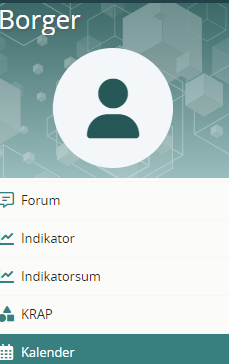 Borger
Forum
Indikator
Indikatorsum
KRAP
Kalender